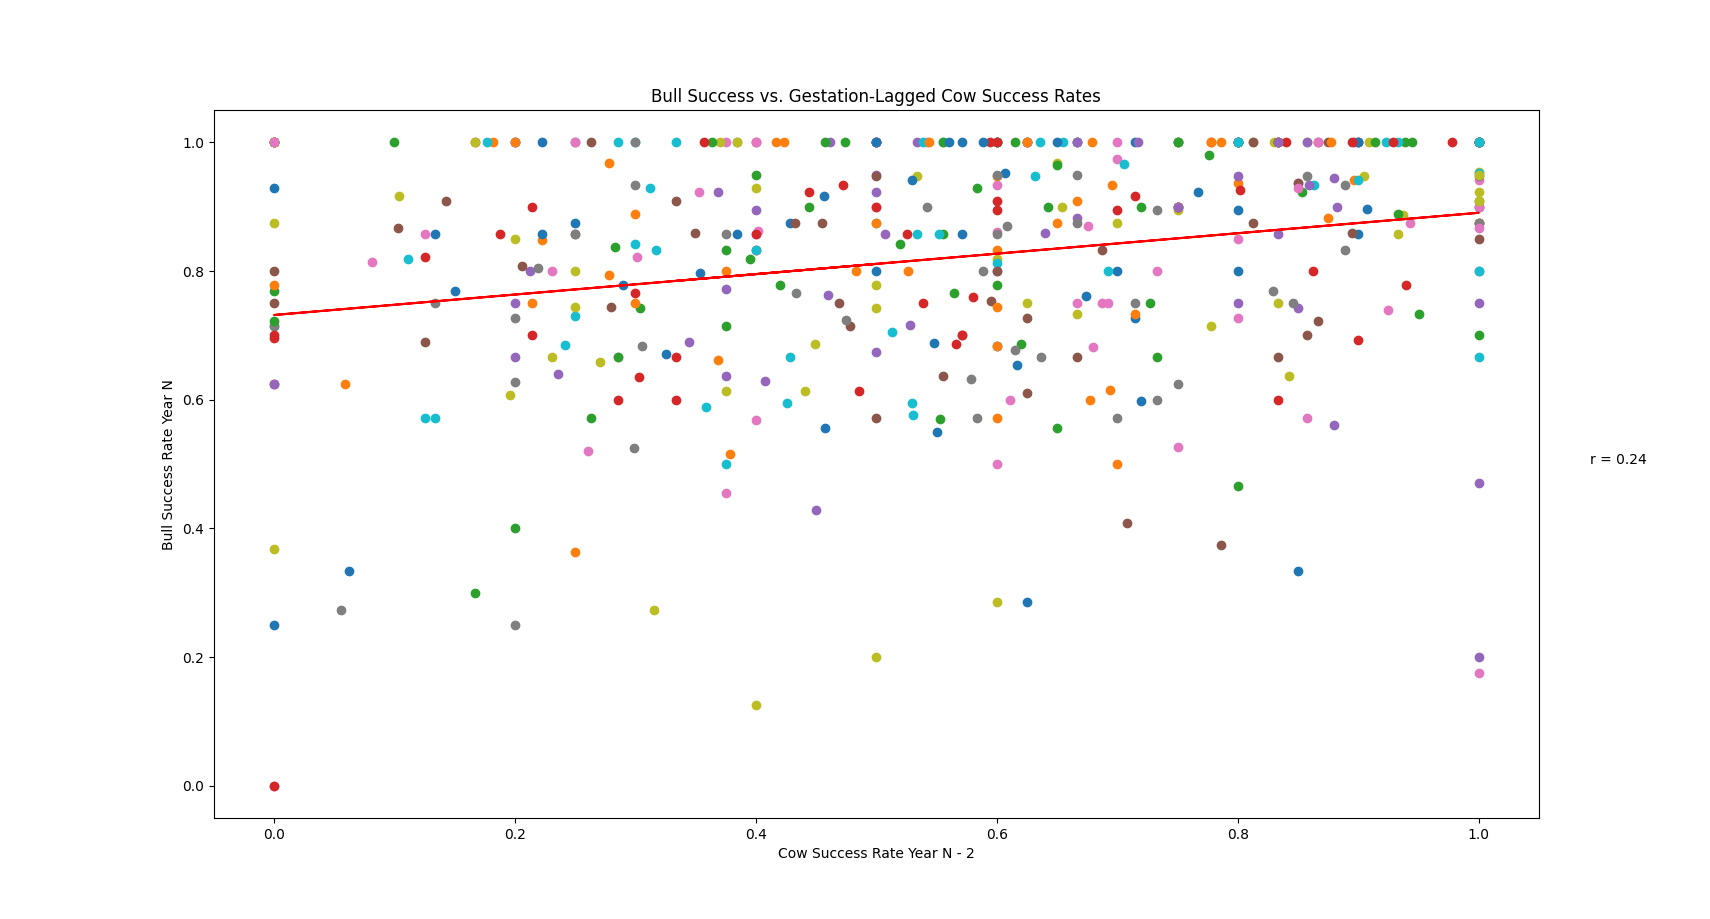 Bull Success vs. Gestation-Lagged Cow Success Rates
1.0
0.8
0.6
0.4
0.2
0.0
Bull Success Rate Year N
r = 0.24
0.0 0.2 0.4 0.6 0.8 1.0
Cow Success Rate Year N - 2